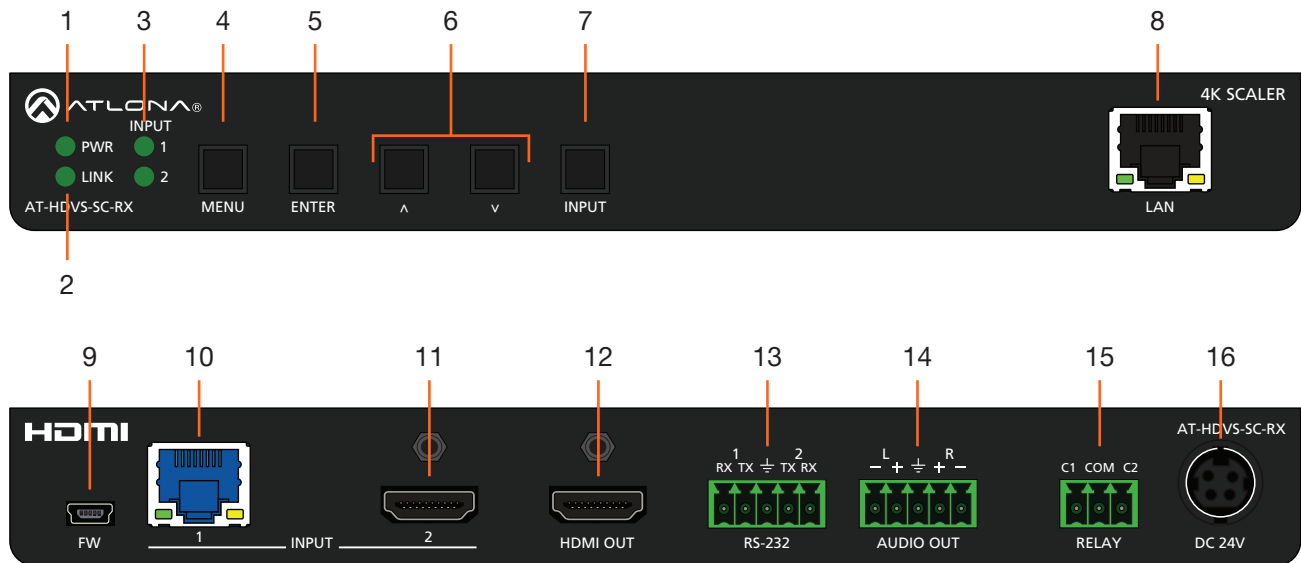 1 3 4 5 6 7 8
ATLONA®
4K SCALER
INPUT
PWR 1
LINK 2
AT-HDVS-SC-RX MENU ENTER ∧ ∨ INPUT LAN
2
9 10 11 12 13 14 15 16
HDMI
AT-HDVS-SC-RX
1 2
RX TX ⏚ TX RX
L R
– + ⏚ + –
C1 COM C2
1 INPUT 2
FW HDMI OUT RS-232 AUDIO OUT RELAY DC 24V